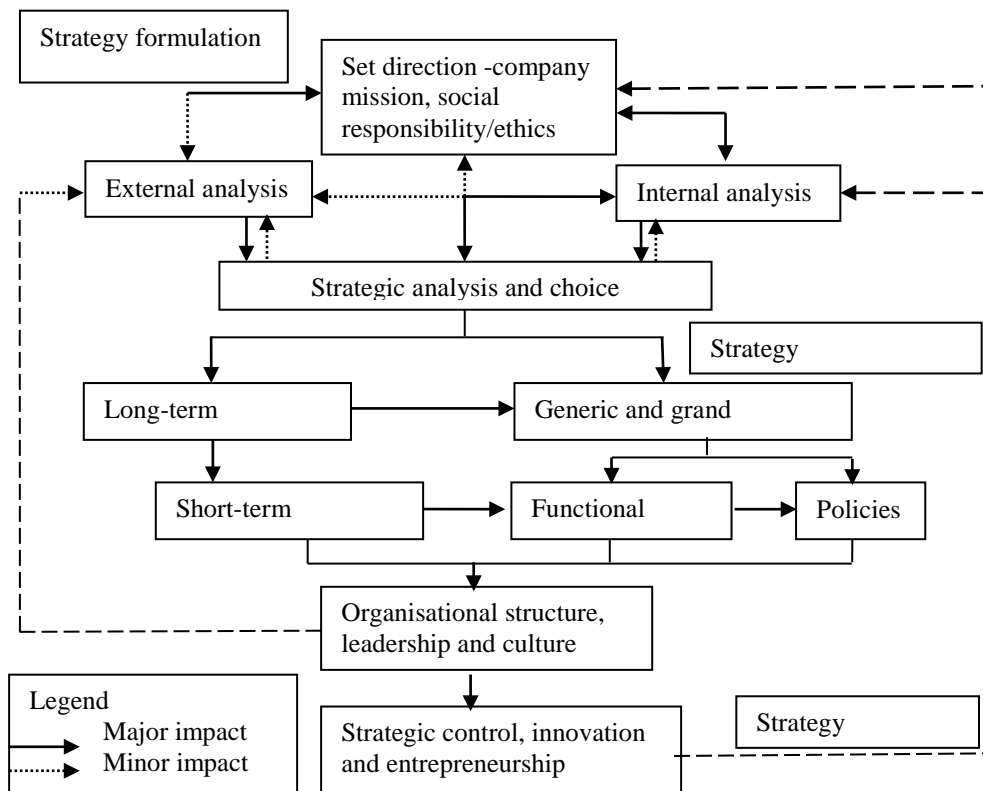 Strategy formulation
Set direction -company
mission, social
responsibility/ethics
External analysis
Internal analysis
Strategic analysis and choice
Strategy
Long-term
Generic and grand
Short-term
Functional
Policies
Organisational structure,
leadership and culture
Legend
Major impact
Minor impact
Strategic control, innovation
and entrepreneurship
Strategy